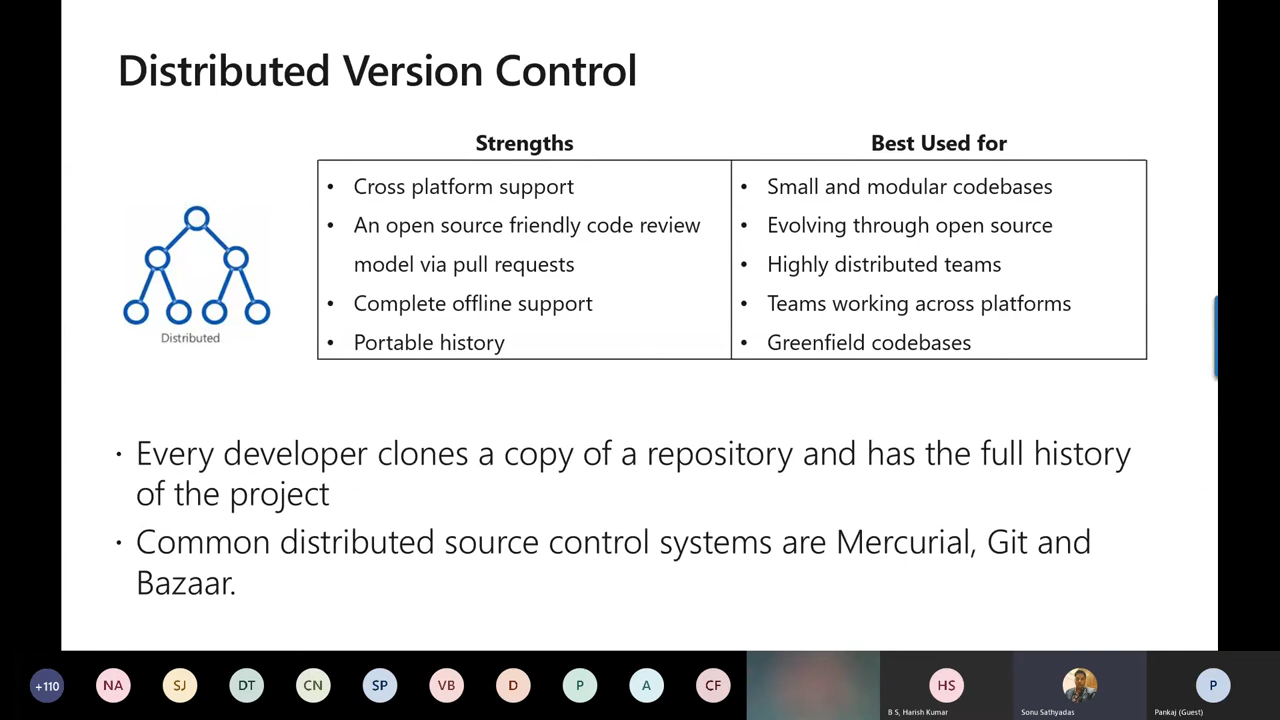 Distributed Version Control
Strengths
Best Used for
• Cross platform support
• An open source friendly code review
model via pull requests
• Complete offline support
• Portable history
• Small and modular codebases
• Evolving through open source
• Highly distributed teams
• Teams working across platforms
• Greenfield codebases
Distributed
• Every developer clones a copy of a repository and has the full history
of the project
• Common distributed source control systems are Mercurial, Git and
Bazaar.
+110
NA
SJ
DT
CN
SP
VB
D
P
A
CF
HS
B S, Harish Kumar
Sonu Sathyadas
P
Pankaj (Guest)